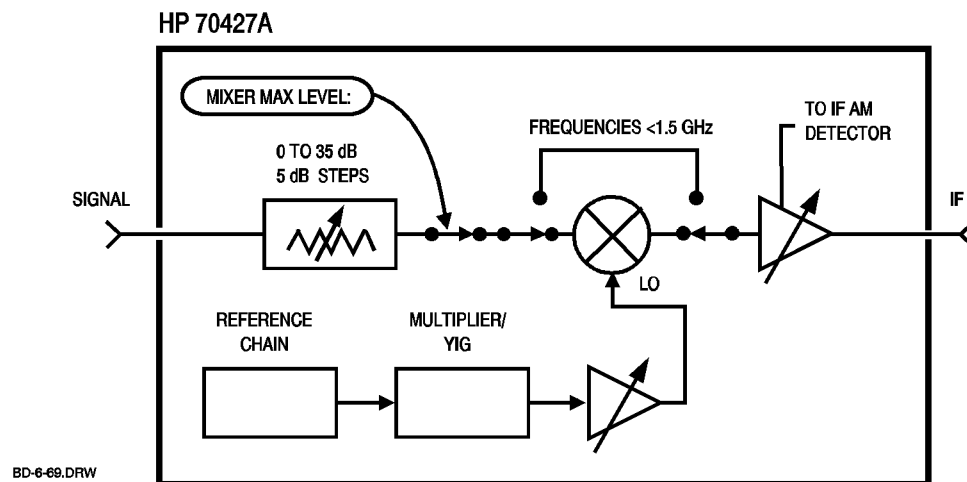 HP 70427A
MIXER MAX LEVEL:
TO IF AM
DETECTOR
FREQUENCIES <1.5 GHz
0 TO 35 dB
5 dB STEPS
SIGNAL
IF
LO
REFERENCE
CHAIN
MULTIPLIER/
YIG
BD-6-69.DRW